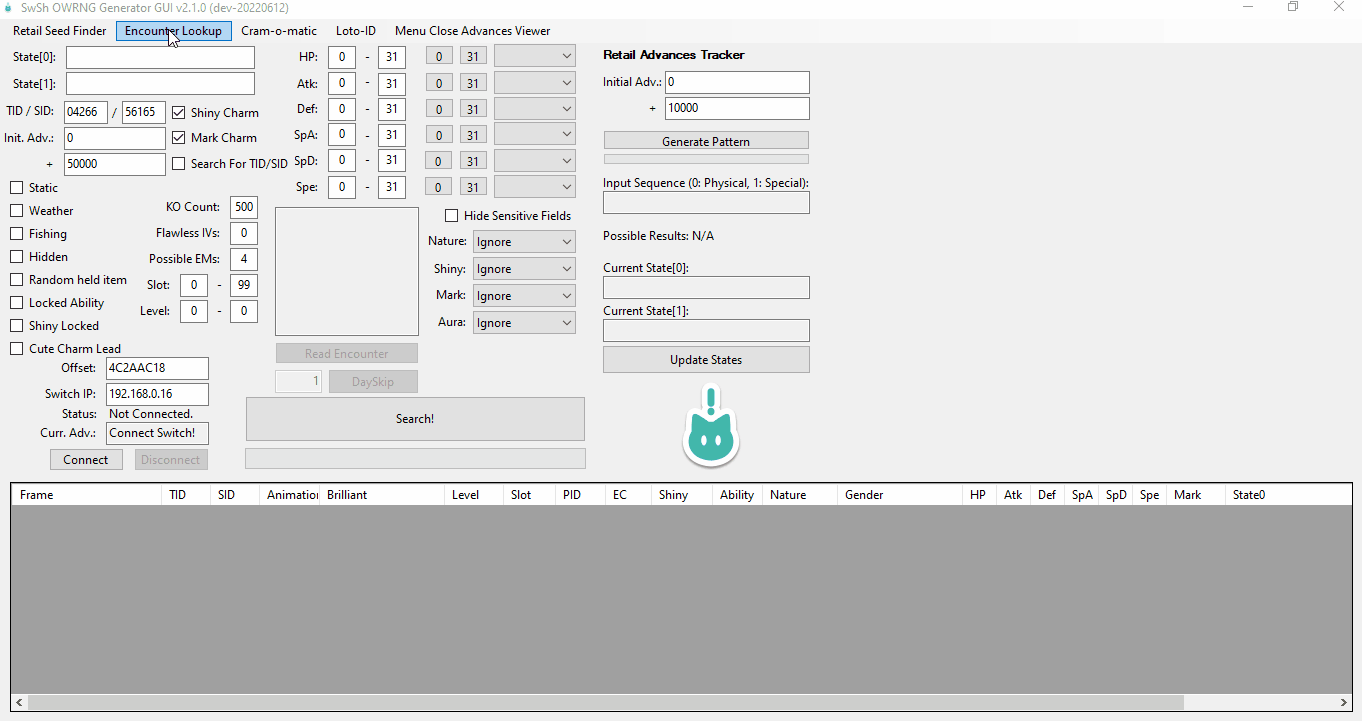 SwSh OWRNG Generator GUI v2.1.0 (dev-20220612)
Retail Seed Finder Encounter Lookup Cram-o-matic Loto-ID Menu Close Advances Viewer
State[0]:
State[1]:
TID / SID: 04266 / 56165 Shiny Charm
Init. Adv.: 0 Mark Charm
+ 50000 Search For TID/SID
Static
Weather
Fishing
Hidden
Random held item
Locked Ability
Shiny Locked
Cute Charm Lead
KO Count: 500
Flawless IVs: 0
Possible EMs: 4
Slot: 0 - 99
Level: 0 - 0
Offset: 4C2AAC18
Switch IP: 192.168.0.16
Status: Not Connected.
Curr. Adv.: Connect Switch!
Connect Disconnect
HP: 0 - 31 0 31
Atk: 0 - 31 0 31
Def: 0 - 31 0 31
SpA: 0 - 31 0 31
SpD: 0 - 31 0 31
Spe: 0 - 31 0 31
Hide Sensitive Fields
Nature: Ignore
Shiny: Ignore
Mark: Ignore
Aura: Ignore
Read Encounter
1 DaySkip
Search!
Retail Advances Tracker
Initial Adv.: 0
+ 10000
Generate Pattern
Input Sequence (0: Physical, 1: Special):
Possible Results: N/A
Current State[0]:
Current State[1]:
Update States
Frame TID SID Animation Brilliant Level Slot PID EC Shiny Ability Nature Gender HP Atk Def SpA SpD Spe Mark State0